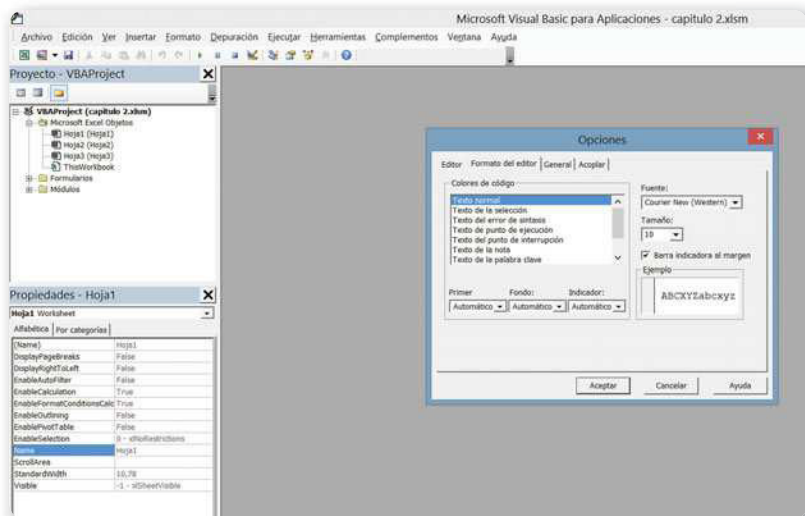 Microsoft Visual Basic para Aplicaciones - capitulo 2.xlsm
Archivo Edición Ver Insertar Formato Depuración Ejecutar Herramientas Complementos Ventana Ayuda
Proyecto - VBAProject
VBAProject (capitulo 2.xlsm)
Microsoft Excel Objetos
Hoja1 (Hoja1)
Hoja2 (Hoja2)
Hoja3 (Hoja3)
ThisWorkbook
Formularios
Módulos
Propiedades - Hoja1
Hoja1 Worksheet
Alfabética Por categorías
(Name) Hoja1
DisplayPageBreaks False
DisplayRightToLeft False
EnableAutoFilter False
EnableCalculation True
EnableFormatConditionsCalc True
EnableOutlining False
EnablePivotTable False
EnableSelection 0 - xlNoRestrictions
Name Hoja1
ScrollArea
StandardWidth 10,78
Visible -1 - xlSheetVisible
Opciones
Editor Formato del editor General Acoplar
Colores de código
Texto normal
Texto de la selección
Texto del error de sintaxis
Texto de punto de ejecución
Texto del punto de interrupción
Texto de la nota
Texto de la palabra clave
Primer Fondo: Indicador:
Automático Automático Automático
Fuente:
Courier New (Western)
Tamaño:
10
Barra indicadora al margen
Ejemplo
ABCXYZabcxyz
Aceptar Cancelar Ayuda